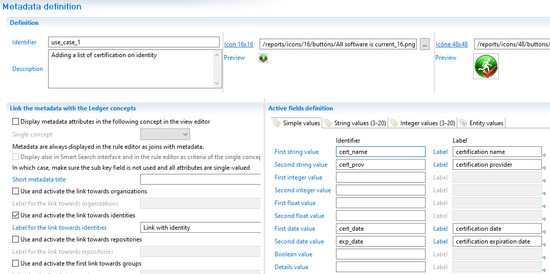 Metadata definition
Definition
Identifier use_case_1
Icon 16x16 /reports/icons/16/buttons/All software is current_16.png ...
Icône 48x48 /reports/icons/48/buttons/
Description Adding a list of certification on identity
Preview
Preview
Link the metadata with the Ledger concepts
Display metadata attributes in the following concept in the view editor
Single concept
Metadata are always displayed in the rule editor as joins with metadata.
Display also in Smart Search interface and in the rule editor as criteria of the single concep
In which case, make sure the sub key field is not used and all attributes are single-valued
Short metadata title
Use and activate the link towards organizations
Label for the link towards organizations
Use and activate the link towards identities
Label for the link towards identities Link with identity
Use and activate the link towards repositories
Label for the link towards repositories
Use and activate the first link towards groups
Active fields definition
Simple values String values (3-20) Integer values (3-20) Entity values
Identifier Label
First string value cert_name Label certification name
Second string value cert_prov Label certification provider
First integer value Label
Second integer value Label
First float value Label
Second float value Label
First date value cert_date Label certification date
Second date value exp_date Label certification expiration date
Boolean value Label
Details value Label